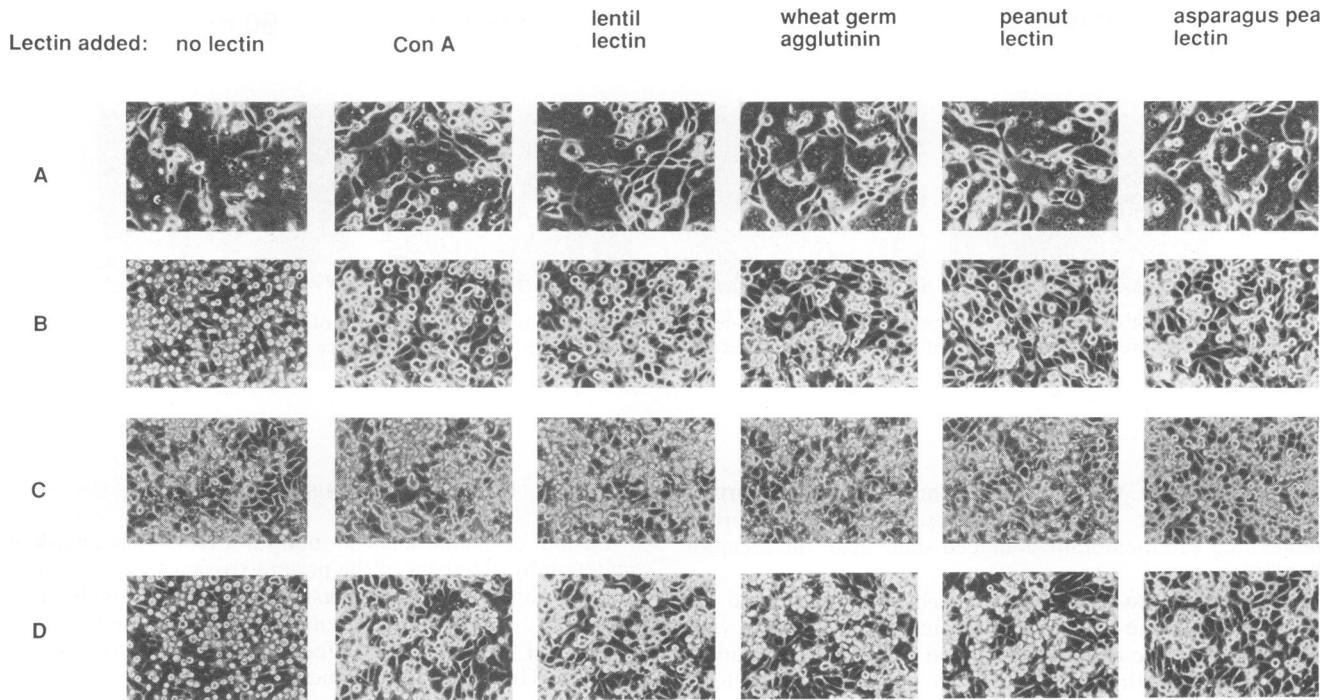 Lectin added: no lectin Con A lentil lectin wheat germ agglutinin peanut lectin asparagus pea lectin
A
B
C
D